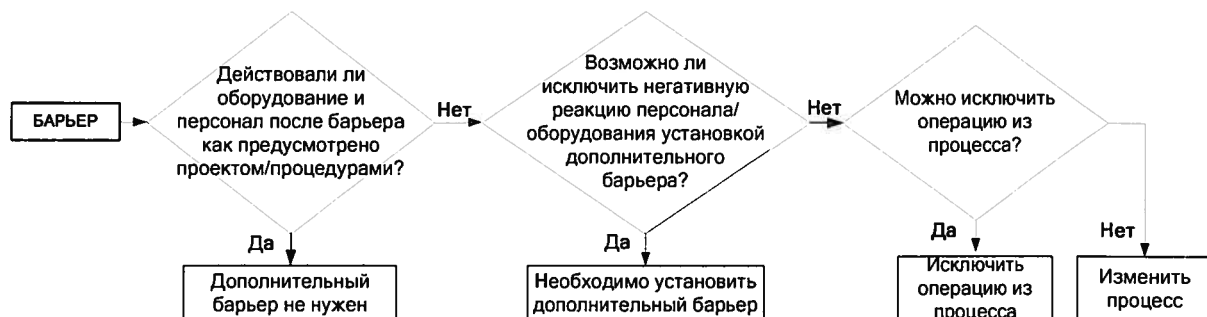 БАРЬЕР
Действовали ли
оборудование и
персонал после барьера
как предусмотрено
проектом/процедурами?
Нет
Да
Дополнительный
барьер не нужен
Возможно ли
исключить негативную
реакцию персонала/
оборудования установкой
дополнительного
барьера?
Нет
Да
Необходимо установить
дополнительный барьер
Можно исключить
операцию из
процесса?
Да
Исключить
операцию из
процесса
Нет
Изменить
процесс